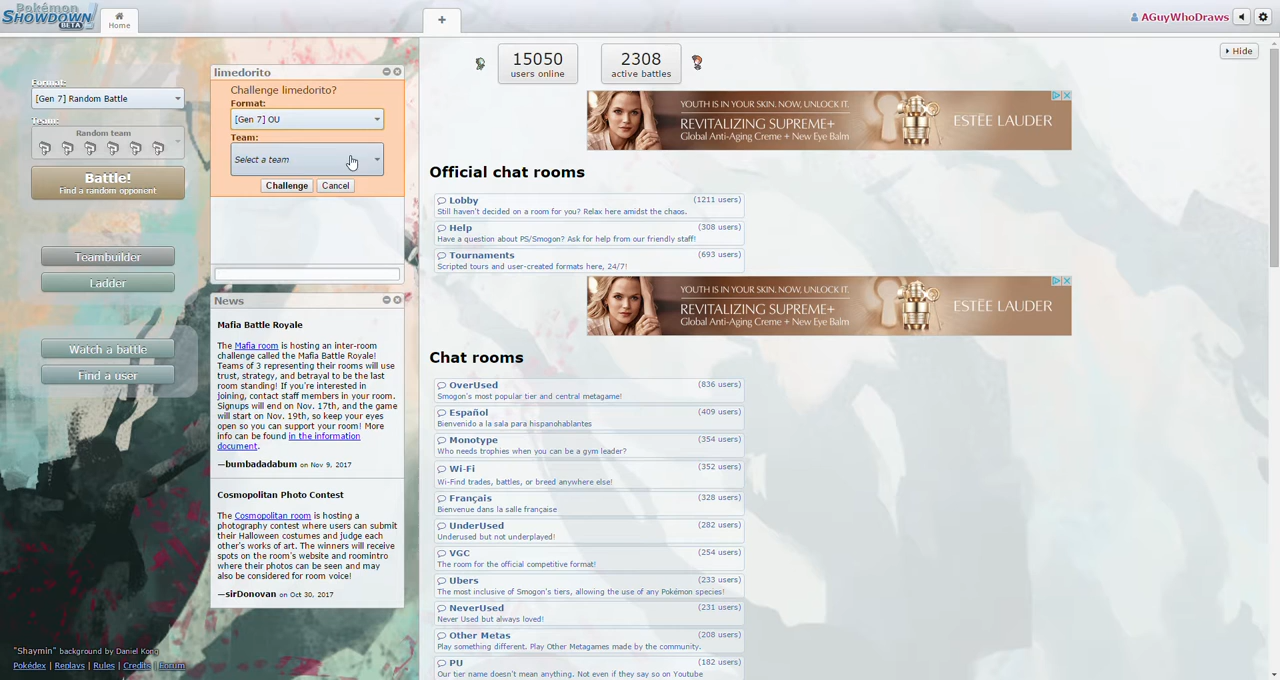 Pokémon
Showdown
BETA
Home
+
AGuyWhoDraws
Format:
[Gen 7] Random Battle
Team:
Random team
Battle!
Find a random opponent
Teambuilder
Ladder
Watch a battle
Find a user
"Shaymin" background by Daniel Kong
Pokédex | Replays | Rules | Credits | Forum
limedorito
Challenge limedorito?
Format:
[Gen 7] OU
Team:
Select a team
Challenge Cancel
News
Mafia Battle Royale
The Mafia room is hosting an inter-room
challenge called the Mafia Battle Royale!
Teams of 3 representing their rooms will use
trust, strategy, and betrayal to be the last
room standing! If you're interested in
joining, contact staff members in your room.
Signups will end on Nov. 17th, and the game
will start on Nov. 19th, so keep your eyes
open so you can support your room! More
info can be found in the information
document.
—bumbadadabum on Nov 9, 2017
Cosmopolitan Photo Contest
The Cosmopolitan room is hosting a
photography contest where users can submit
their Halloween costumes and judge each
other's works of art. The winners will receive
spots on the room's website and roomintro
where their photos can be seen and may
also be considered for room voice!
—sirDonovan on Oct 30, 2017
15050
users online
2308
active battles
Hide
YOUTH IS IN YOUR SKIN. NOW, UNLOCK IT.
REVITALIZING SUPREME+
Global Anti-Aging Creme + New Eye Balm
ESTĒE LAUDER
Official chat rooms
Lobby (1211 users)
Still haven't decided on a room for you? Relax here amidst the chaos.
Help (308 users)
Have a question about PS/Smogon? Ask for help from our friendly staff!
Tournaments (693 users)
Scripted tours and user-created formats here, 24/7!
YOUTH IS IN YOUR SKIN. NOW, UNLOCK IT.
REVITALIZING SUPREME+
Global Anti-Aging Creme + New Eye Balm
ESTĒE LAUDER
Chat rooms
OverUsed (836 users)
Smogon's most popular tier and central metagame!
Español (409 users)
Bienvenido a la sala para hispanohablantes
Monotype (354 users)
Who needs trophies when you can be a gym leader?
Wi-Fi (352 users)
Wi-Find trades, battles, or breed anywhere else!
Français (328 users)
Bienvenue dans la salle française
UnderUsed (282 users)
Underused but not underplayed!
VGC (254 users)
The room for the official competitive format!
Ubers (233 users)
The most inclusive of Smogon's tiers, allowing the use of any Pokémon species!
NeverUsed (231 users)
Never Used but always loved!
Other Metas (208 users)
Play something different. Play Other Metagames made by the community.
PU (182 users)
Our tier name doesn't mean anything. Not even if they say so on Youtube